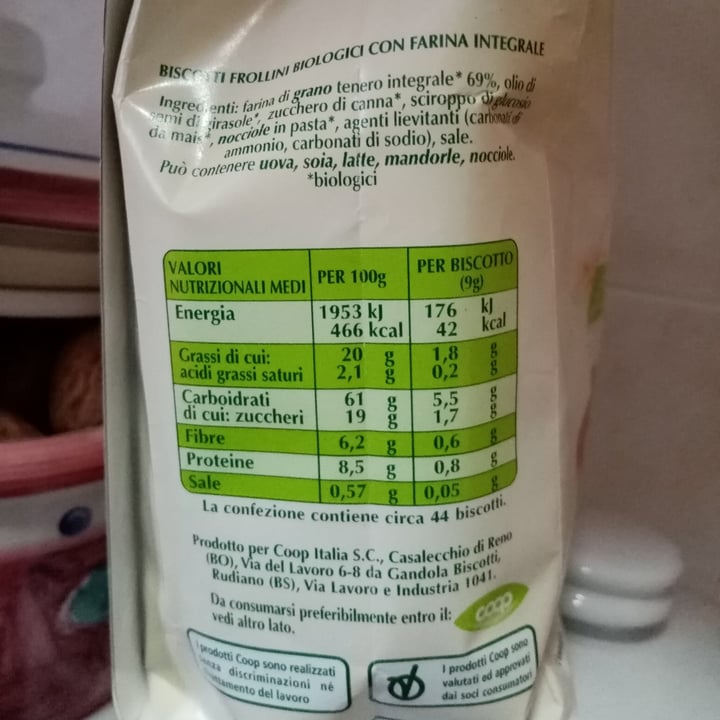 BISCOTTI FROLLINI BIOLOGICI CON FARINA INTEGRALE
Ingredienti: farina di grano tenero integrale* 69%, olio di
semi di girasole*, zucchero di canna*, sciroppo di glucosio
da mais*, nocciole in pasta*, agenti lievitanti (carbonati di
ammonio, carbonati di sodio), sale.
Può contenere uova, soia, latte, mandorle, nocciole.
*biologici
VALORI NUTRIZIONALI MEDI PER 100g PER BISCOTTO (9g)
Energia 1953 kJ 176 kJ
466 kcal 42 kcal
Grassi di cui: 20 g 1,8 g
acidi grassi saturi 2,1 g 0,2 g
Carboidrati 61 g 5,5 g
di cui: zuccheri 19 g 1,7 g
Fibre 6,2 g 0,6 g
Proteine 8,5 g 0,8 g
Sale 0,57 g 0,05 g
La confezione contiene circa 44 biscotti.
Prodotto per Coop Italia S.C., Casalecchio di Reno
(BO), Via del Lavoro 6-8 da Gandola Biscotti,
Rudiano (BS), Via Lavoro e Industria 1041.
Da consumarsi preferibilmente entro il:
vedi altro lato.
coop
I prodotti Coop sono realizzati
senza discriminazioni né
sfruttamento del lavoro
I prodotti Coop sono
valutati ed approvati
dai soci consumatori